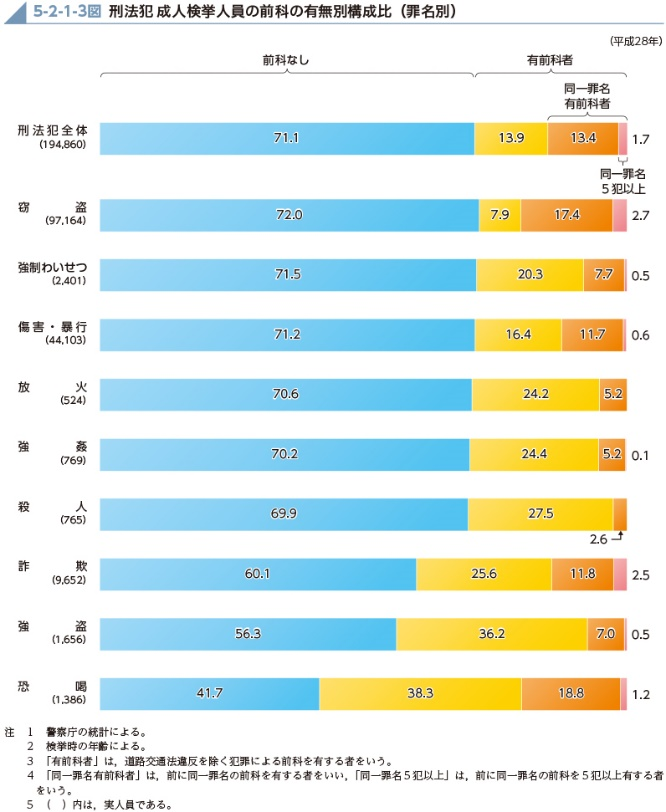 5-2-1-3図 刑法犯 成人検挙人員の前科の有無別構成比（罪名別）
（平成28年）
前科なし 有前科者
同一罪名
有前科者
刑法犯全体
(194,860)
71.1 13.9 13.4 1.7
同一罪名
5犯以上
窃盗
(97,164)
72.0 7.9 17.4 2.7
強制わいせつ
(2,401)
71.5 20.3 7.7 0.5
傷害・暴行
(44,103)
71.2 16.4 11.7 0.6
放火
(524)
70.6 24.2 5.2
強姦
(769)
70.2 24.4 5.2 0.1
殺人
(765)
69.9 27.5
2.6
詐欺
(9,652)
60.1 25.6 11.8 2.5
強盗
(1,656)
56.3 36.2 7.0 0.5
恐喝
(1,386)
41.7 38.3 18.8 1.2
注 1 警察庁の統計による。
2 検挙時の年齢による。
3 「有前科者」は，道路交通法違反を除く犯罪による前科を有する者をいう。
4 「同一罪名有前科者」は，前に同一罪名の前科を有する者をいい，「同一罪名５犯以上」は，前に同一罪名の前科を５犯以上有する者
をいう。
5 （ ）内は，実人員である。